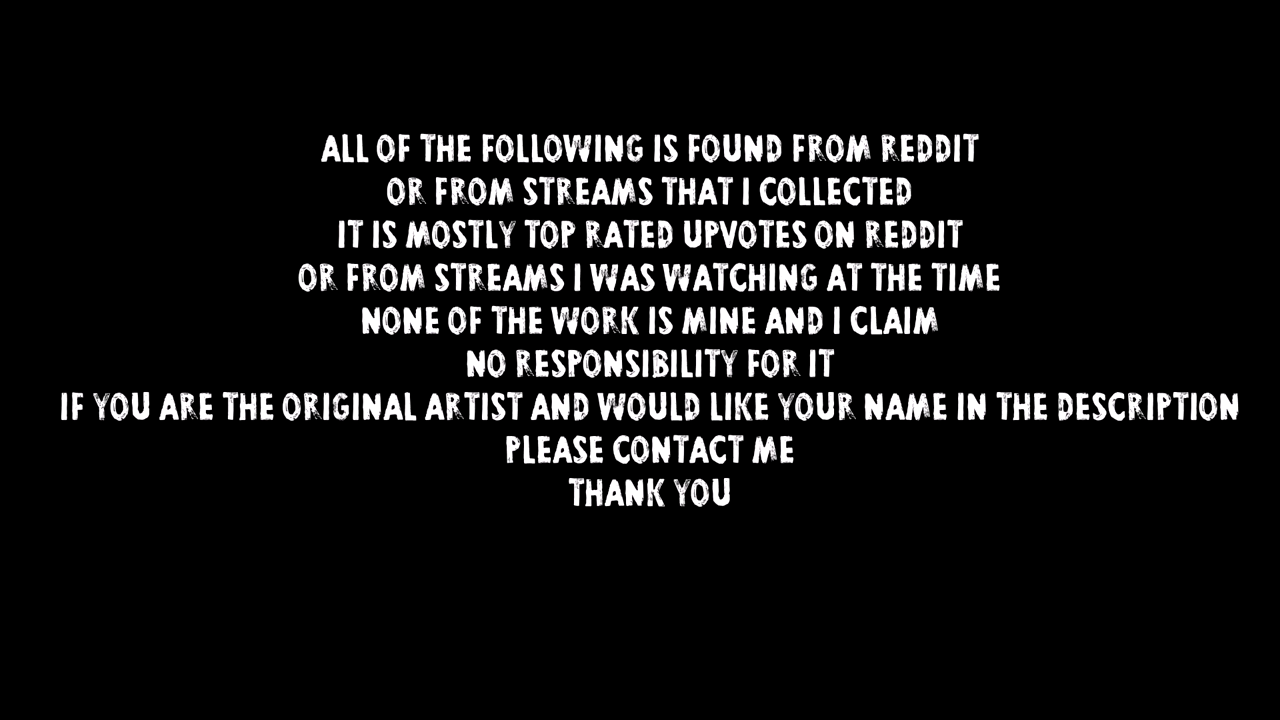 ALL OF THE FOLLOWING IS FOUND FROM REDDIT
OR FROM STREAMS THAT I COLLECTED
IT IS MOSTLY TOP RATED UPVOTES ON REDDIT
OR FROM STREAMS I WAS WATCHING AT THE TIME
NONE OF THE WORK IS MINE AND I CLAIM
NO RESPONSIBILITY FOR IT
IF YOU ARE THE ORIGINAL ARTIST AND WOULD LIKE YOUR NAME IN THE DESCRIPTION
PLEASE CONTACT ME
THANK YOU